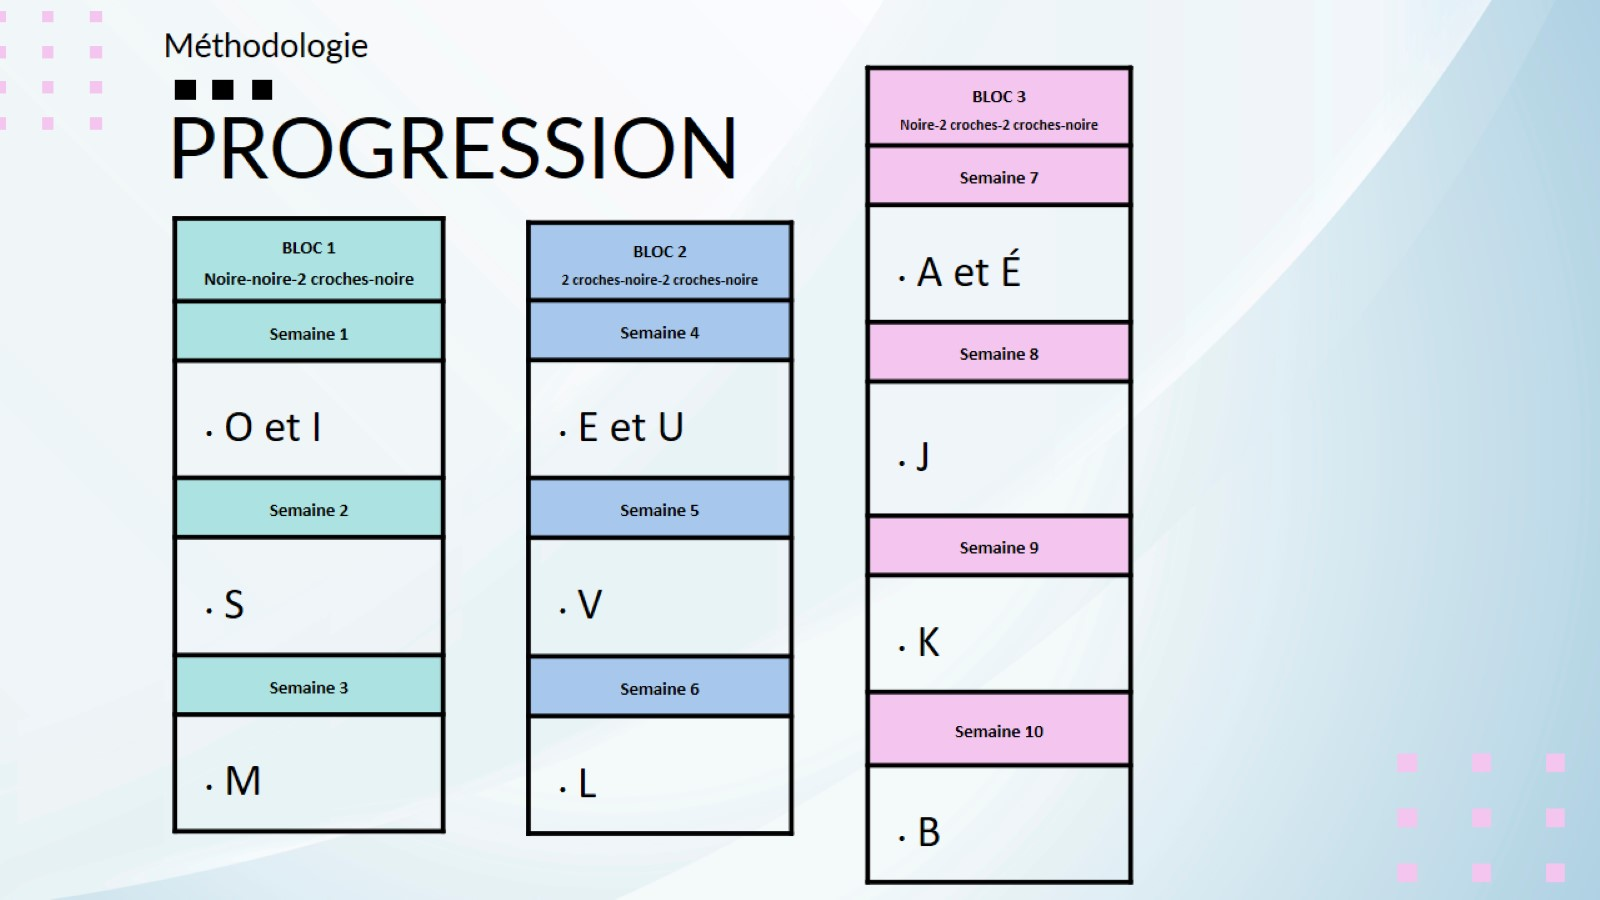 Méthodologie
PROGRESSION
BLOC 1
Noire-noire-2 croches-noire
Semaine 1
• O et I
Semaine 2
• S
Semaine 3
• M
BLOC 2
2 croches-noire-2 croches-noire
Semaine 4
• E et U
Semaine 5
• V
Semaine 6
• L
BLOC 3
Noire-2 croches-2 croches-noire
Semaine 7
• A et É
Semaine 8
• J
Semaine 9
• K
Semaine 10
• B